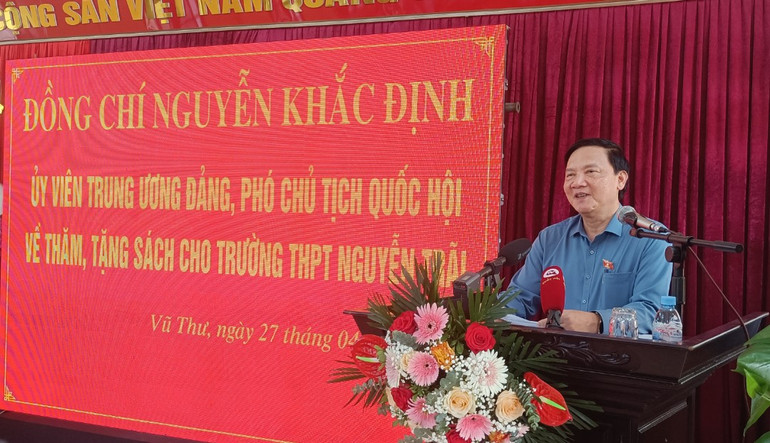 CỘNG SẢN VIỆT NAM QUANG
ĐỒNG CHÍ NGUYỄN KHẮC ĐỊNH
ỦY VIÊN TRUNG ƯƠNG ĐẢNG, PHÓ CHỦ TỊCH QUỐC HỘI
VỀ THĂM, TẶNG SÁCH CHO TRƯỜNG THPT NGUYỄN TRÃI
Vũ Thư, ngày 27 tháng 04